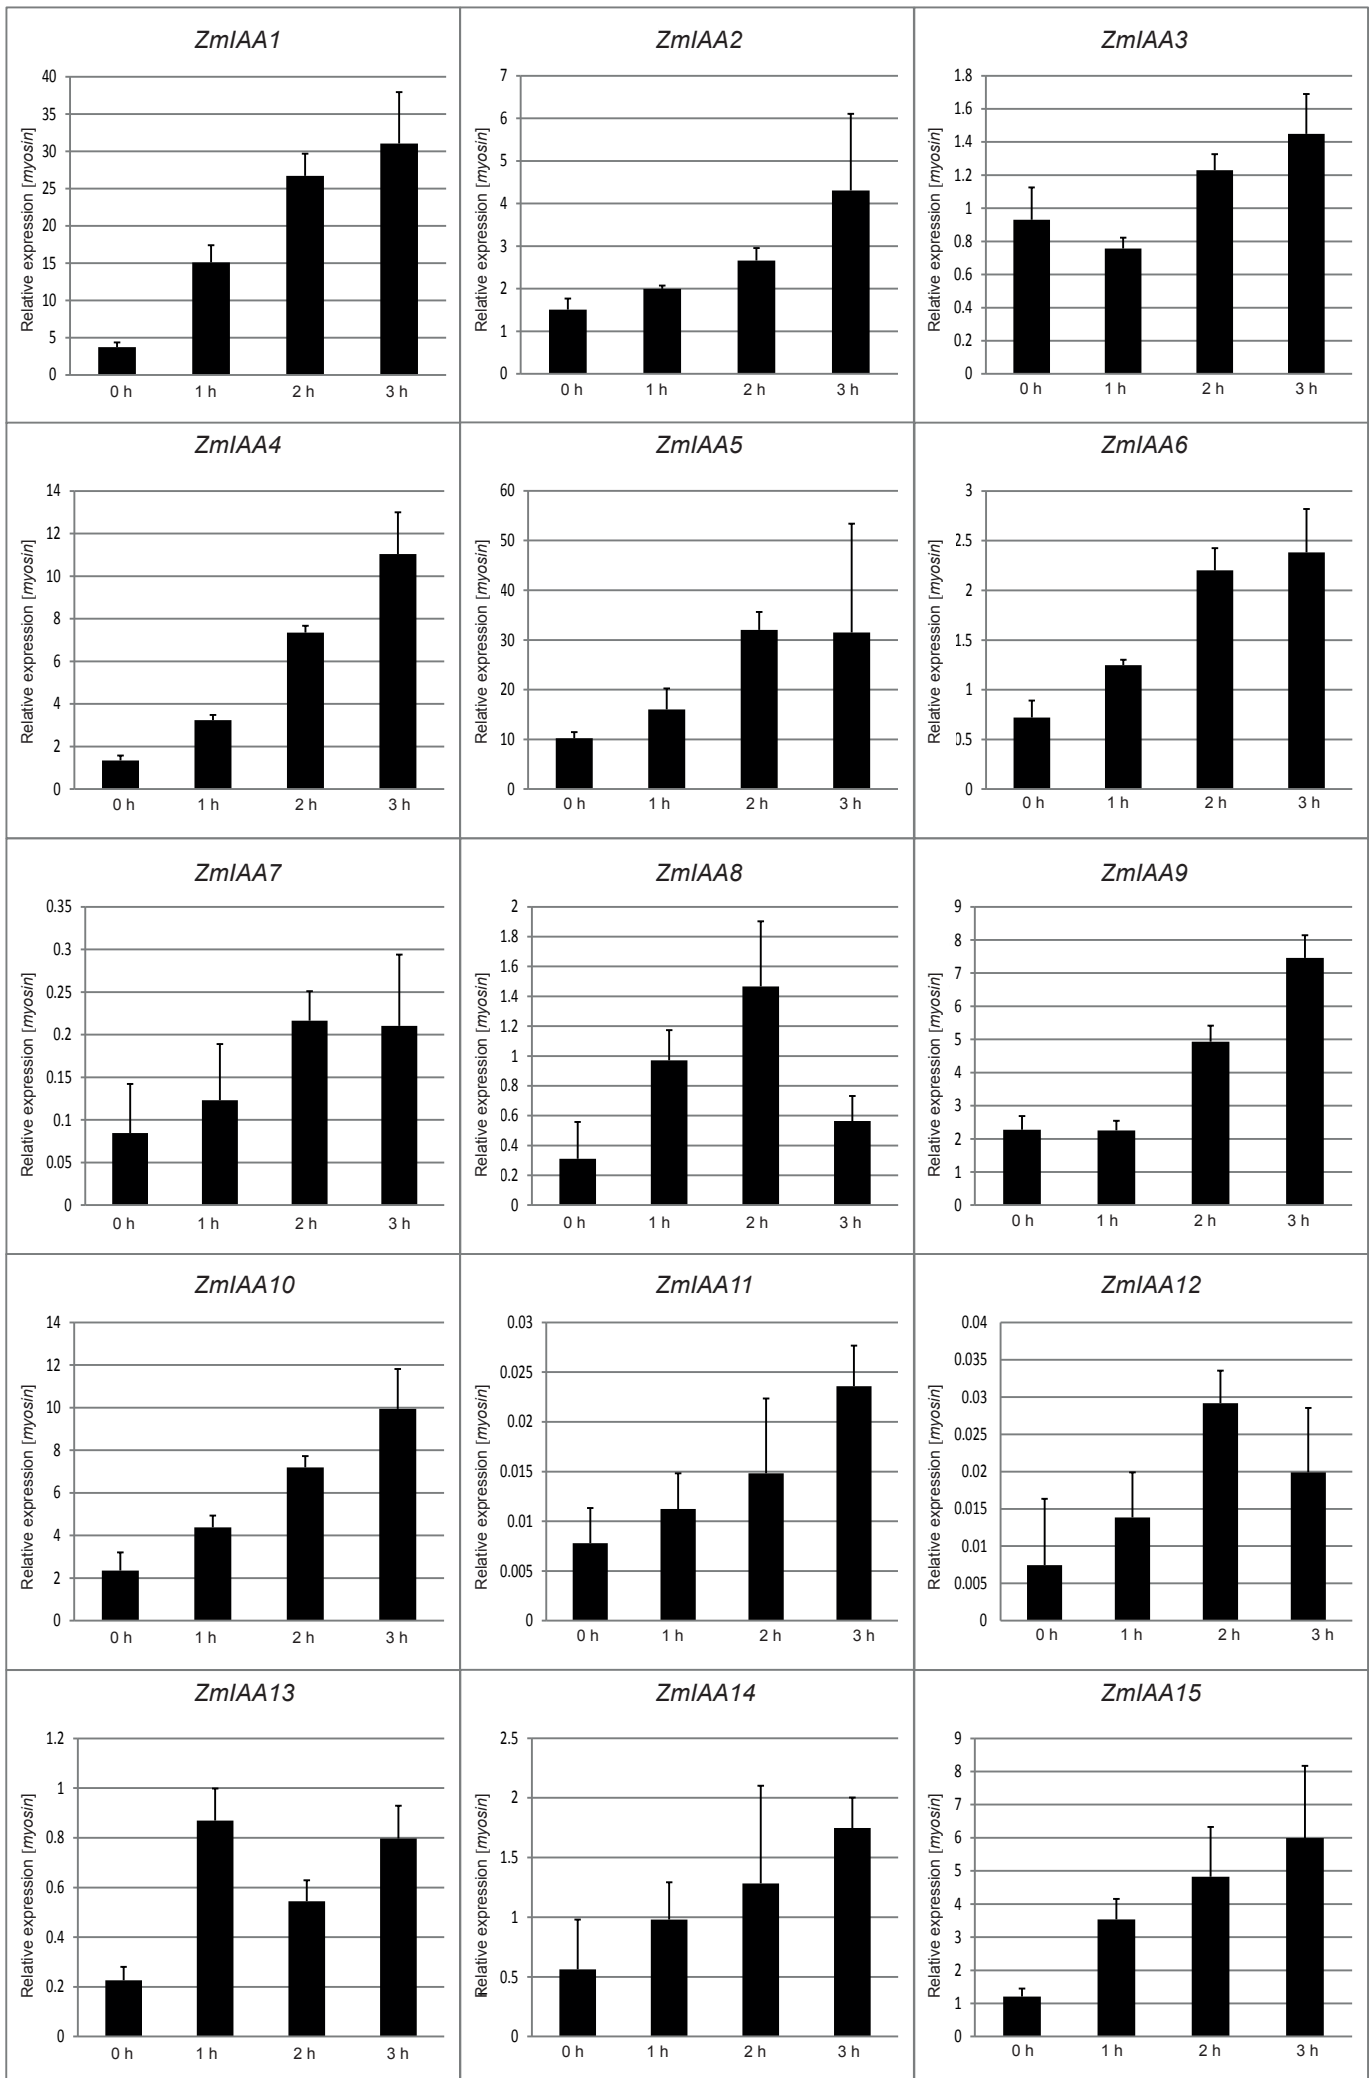 ZmIAA1
Relative expression [myosin]
40
35
30
25
20
15
10
5
0
0 h 1 h 2 h 3 h
ZmIAA2
Relative expression [myosin]
7
6
5
4
3
2
1
0
0 h 1 h 2 h 3 h
ZmIAA3
Relative expression [myosin]
1.8
1.6
1.4
1.2
1
0.8
0.6
0.4
0.2
0
0 h 1 h 2 h 3 h
ZmIAA4
Relative expression [myosin]
14
12
10
8
6
4
2
0
0 h 1 h 2 h 3 h
ZmIAA5
Relative expression [myosin]
60
50
40
30
20
10
0
0 h 1 h 2 h 3 h
ZmIAA6
Relative expression [myosin]
3
2.5
2
1.5
1
0.5
0
0 h 1 h 2 h 3 h
ZmIAA7
Relative expression [myosin]
0.35
0.3
0.25
0.2
0.15
0.1
0.05
0
0 h 1 h 2 h 3 h
ZmIAA8
Relative expression [myosin]
2
1.8
1.6
1.4
1.2
1
0.8
0.6
0.4
0.2
0
0 h 1 h 2 h 3 h
ZmIAA9
Relative expression [myosin]
9
8
7
6
5
4
3
2
1
0
0 h 1 h 2 h 3 h
ZmIAA10
Relative expression [myosin]
14
12
10
8
6
4
2
0
0 h 1 h 2 h 3 h
ZmIAA11
Relative expression [myosin]
0.03
0.025
0.02
0.015
0.01
0.005
0
0 h 1 h 2 h 3 h
ZmIAA12
Relative expression [myosin]
0.04
0.035
0.03
0.025
0.02
0.015
0.01
0.005
0
0 h 1 h 2 h 3 h
ZmIAA13
Relative expression [myosin]
1.2
1
0.8
0.6
0.4
0.2
0
0 h 1 h 2 h 3 h
ZmIAA14
Relative expression [myosin]
2.5
2
1.5
1
0.5
0
0 h 1 h 2 h 3 h
ZmIAA15
Relative expression [myosin]
9
8
7
6
5
4
3
2
1
0
0 h 1 h 2 h 3 h